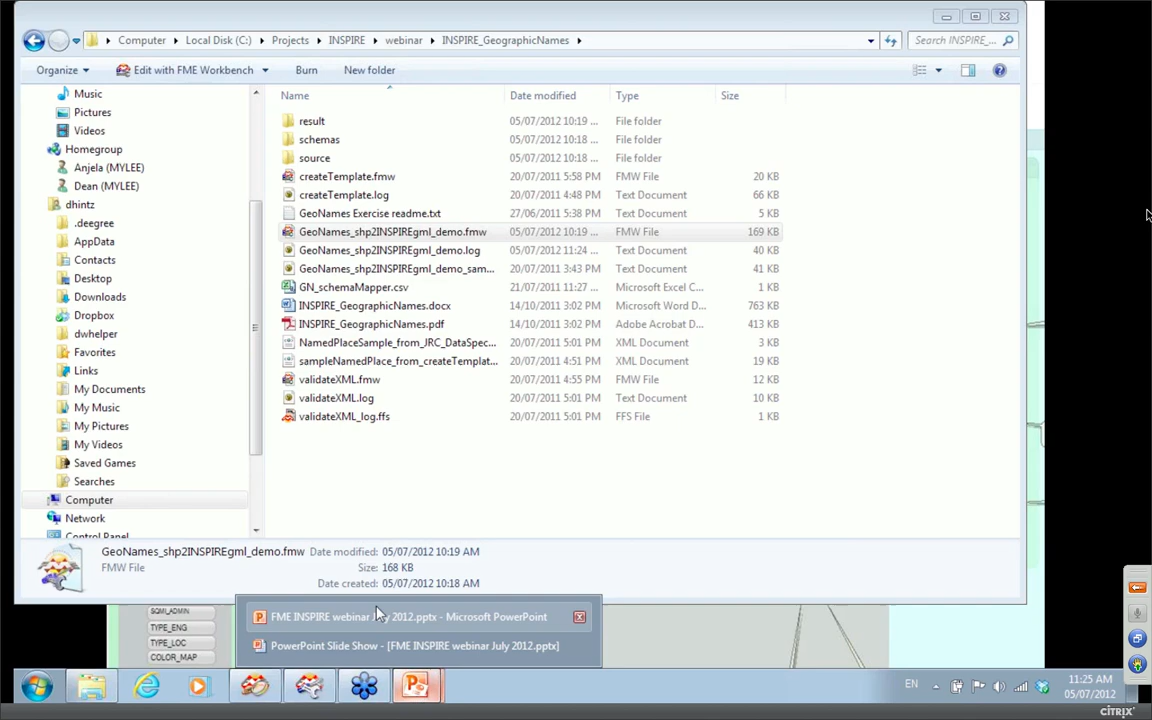 Computer
Local Disk (C:)
Projects
INSPIRE
webinar
INSPIRE_GeographicNames
Search INSPIRE_...
Organize
Edit with FME Workbench
Burn
New folder
Name
Date modified
Type
Size
Music
Pictures
Videos
Homegroup
Anjela (MYLEE)
Dean (MYLEE)
dhintz
.deegree
AppData
Contacts
Desktop
Downloads
Dropbox
dwhelper
Favorites
Links
My Documents
My Music
My Pictures
My Videos
Saved Games
Searches
Computer
Network
Control Panel
result 05/07/2012 10:19 ... File folder
schemas 05/07/2012 10:18 ... File folder
source 05/07/2012 10:18 ... File folder
createTemplate.fmw 20/07/2011 5:58 PM FMW File 20 KB
createTemplate.log 20/07/2011 4:48 PM Text Document 66 KB
GeoNames Exercise readme.txt 27/06/2011 5:38 PM Text Document 5 KB
GeoNames_shp2INSPIREgml_demo.fmw 05/07/2012 10:19 ... FMW File 169 KB
GeoNames_shp2INSPIREgml_demo.log 05/07/2012 11:24 ... Text Document 40 KB
GeoNames_shp2INSPIREgml_demo_sam... 20/07/2011 3:43 PM Text Document 41 KB
GN_schemaMapper.csv 21/07/2011 11:27 ... Microsoft Excel C... 1 KB
INSPIRE_GeographicNames.docx 14/10/2011 3:02 PM Microsoft Word D... 763 KB
INSPIRE_GeographicNames.pdf 14/10/2011 3:02 PM Adobe Acrobat D... 413 KB
NamedPlaceSample_from_JRC_DataSpec... 20/07/2011 5:01 PM XML Document 3 KB
sampleNamedPlace_from_createTemplat... 20/07/2011 4:51 PM XML Document 19 KB
validateXML.fmw 20/07/2011 4:55 PM FMW File 12 KB
validateXML.log 20/07/2011 5:01 PM Text Document 10 KB
validateXML_log.ffs 20/07/2011 5:01 PM FFS File 1 KB
GeoNames_shp2INSPIREgml_demo.fmw Date modified: 05/07/2012 10:19 AM
FMW File Size: 168 KB
Date created: 05/07/2012 10:18 AM
SQMI_ADMIN
TYPE_ENG
TYPE_LOC
COLOR_MAP
FME INSPIRE webinar 2012.pptx - Microsoft PowerPoint
PowerPoint Slide Show - [FME INSPIRE webinar July 2012.pptx]
EN
11:25 AM
05/07/2012
CITRIX